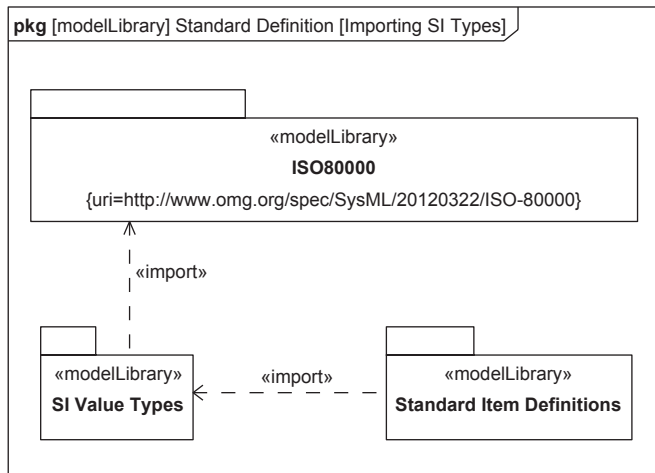 pkg [modelLibrary] Standard Definition [Importing SI Types]
«modelLibrary»
ISO80000
{uri=http://www.omg.org/spec/SysML/20120322/ISO-80000}
«import»
«modelLibrary»
SI Value Types
«import»
«modelLibrary»
Standard Item Definitions